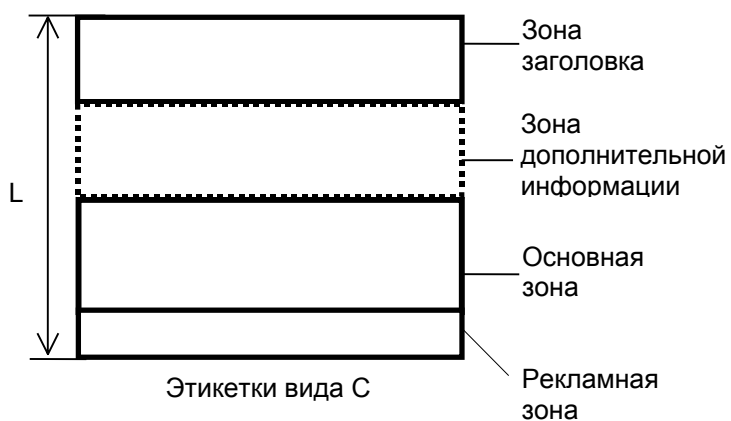 Зона
заголовка
Зона
дополнительной
информации
L
Основная
зона
Этикетки вида С
Рекламная
зона